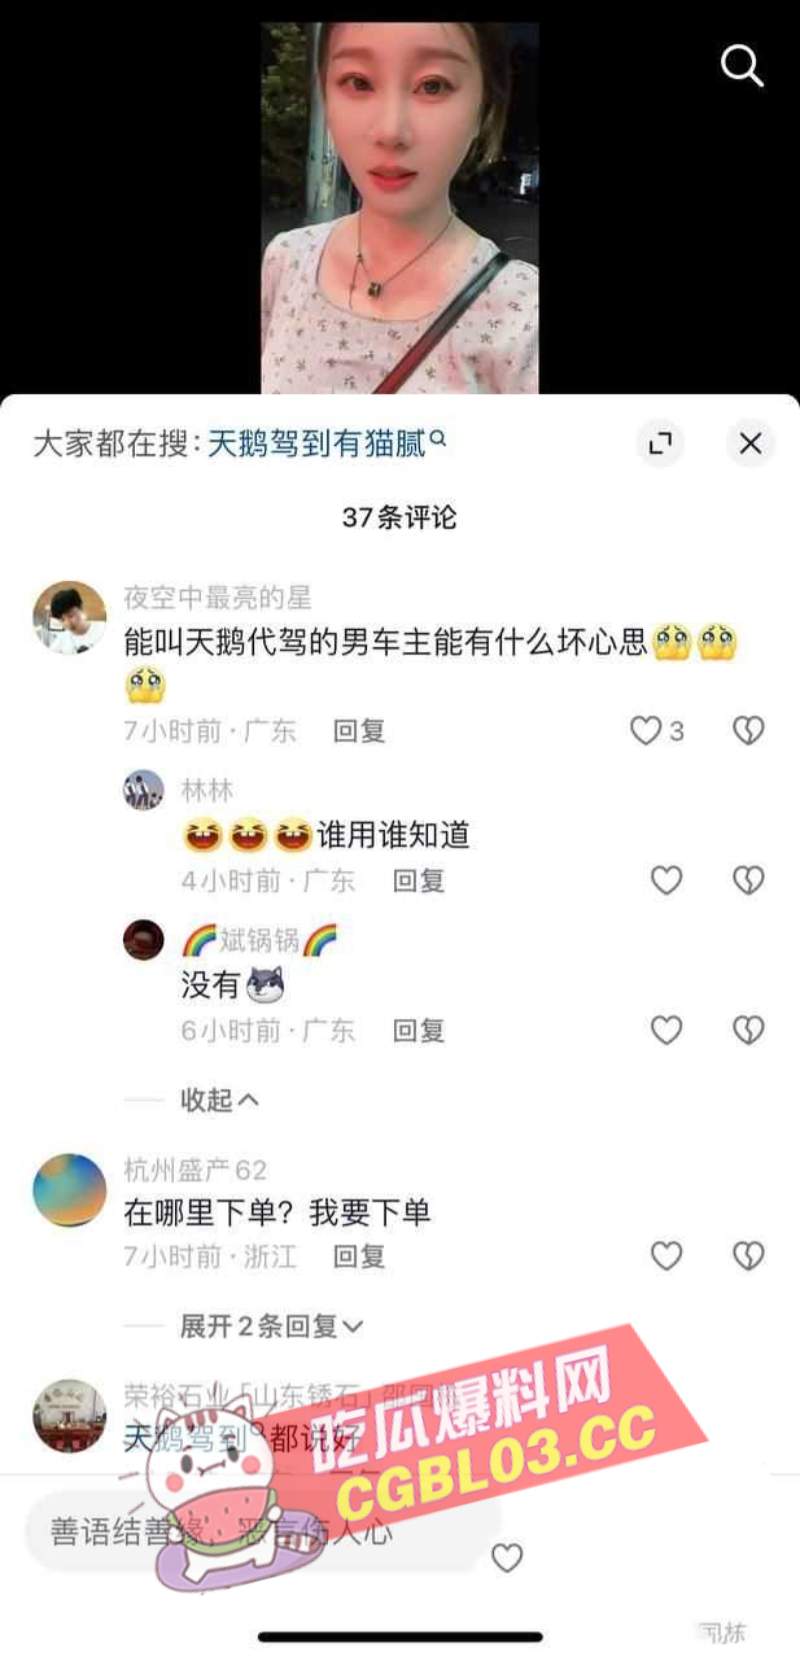 大家都在搜:天鹅驾到有猫腻
37条评论
夜空中最亮的星
能叫天鹅代驾的男车主能有什么坏心思
7小时前·广东 回复 3
林林
谁用谁知道
4小时前·广东 回复
斌锅锅
没有
6小时前·广东 回复
收起
杭州盛产62
在哪里下单？我要下单
7小时前·浙江 回复
展开2条回复
荣裕石业「山东锈石」
天鹅驾到 都说好
吃瓜爆料网
CGBL03.CC
善语结善缘，恶言伤人心